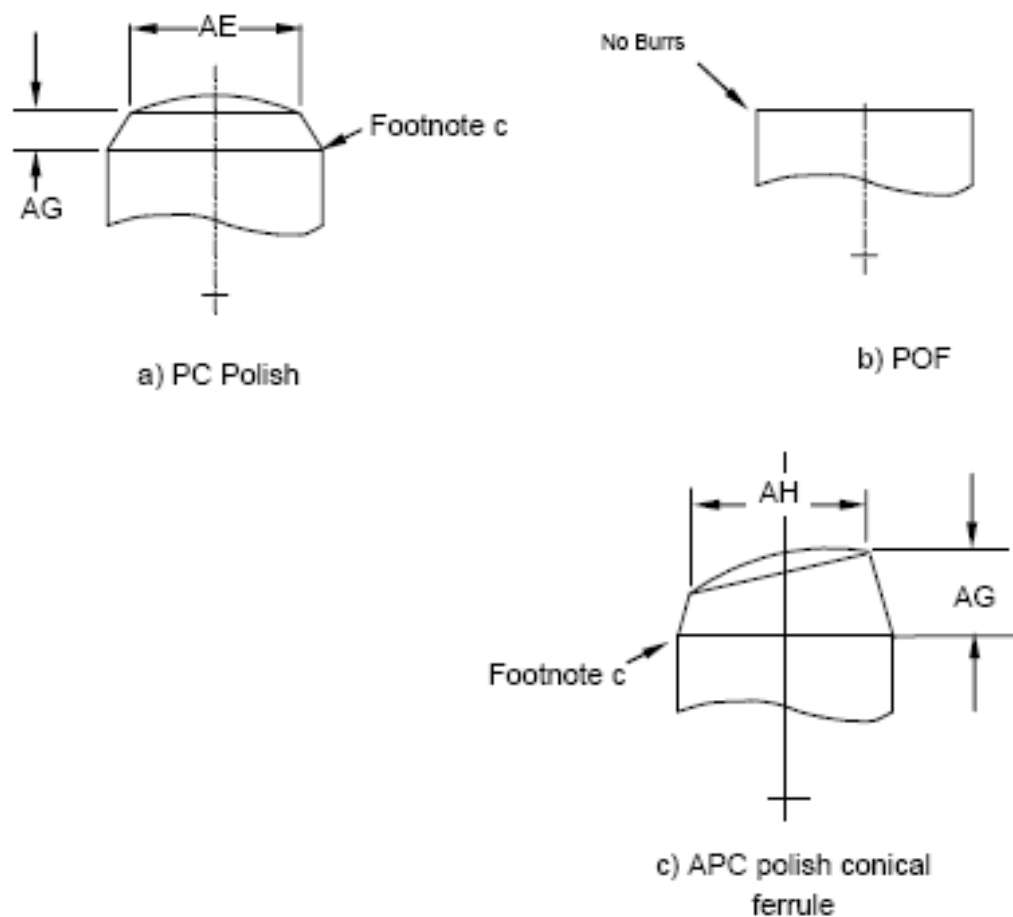 AE
No Burrs
Footnote c
AG
a) PC Polish
b) POF
AH
AG
Footnote c
c) APC polish conical
ferrule